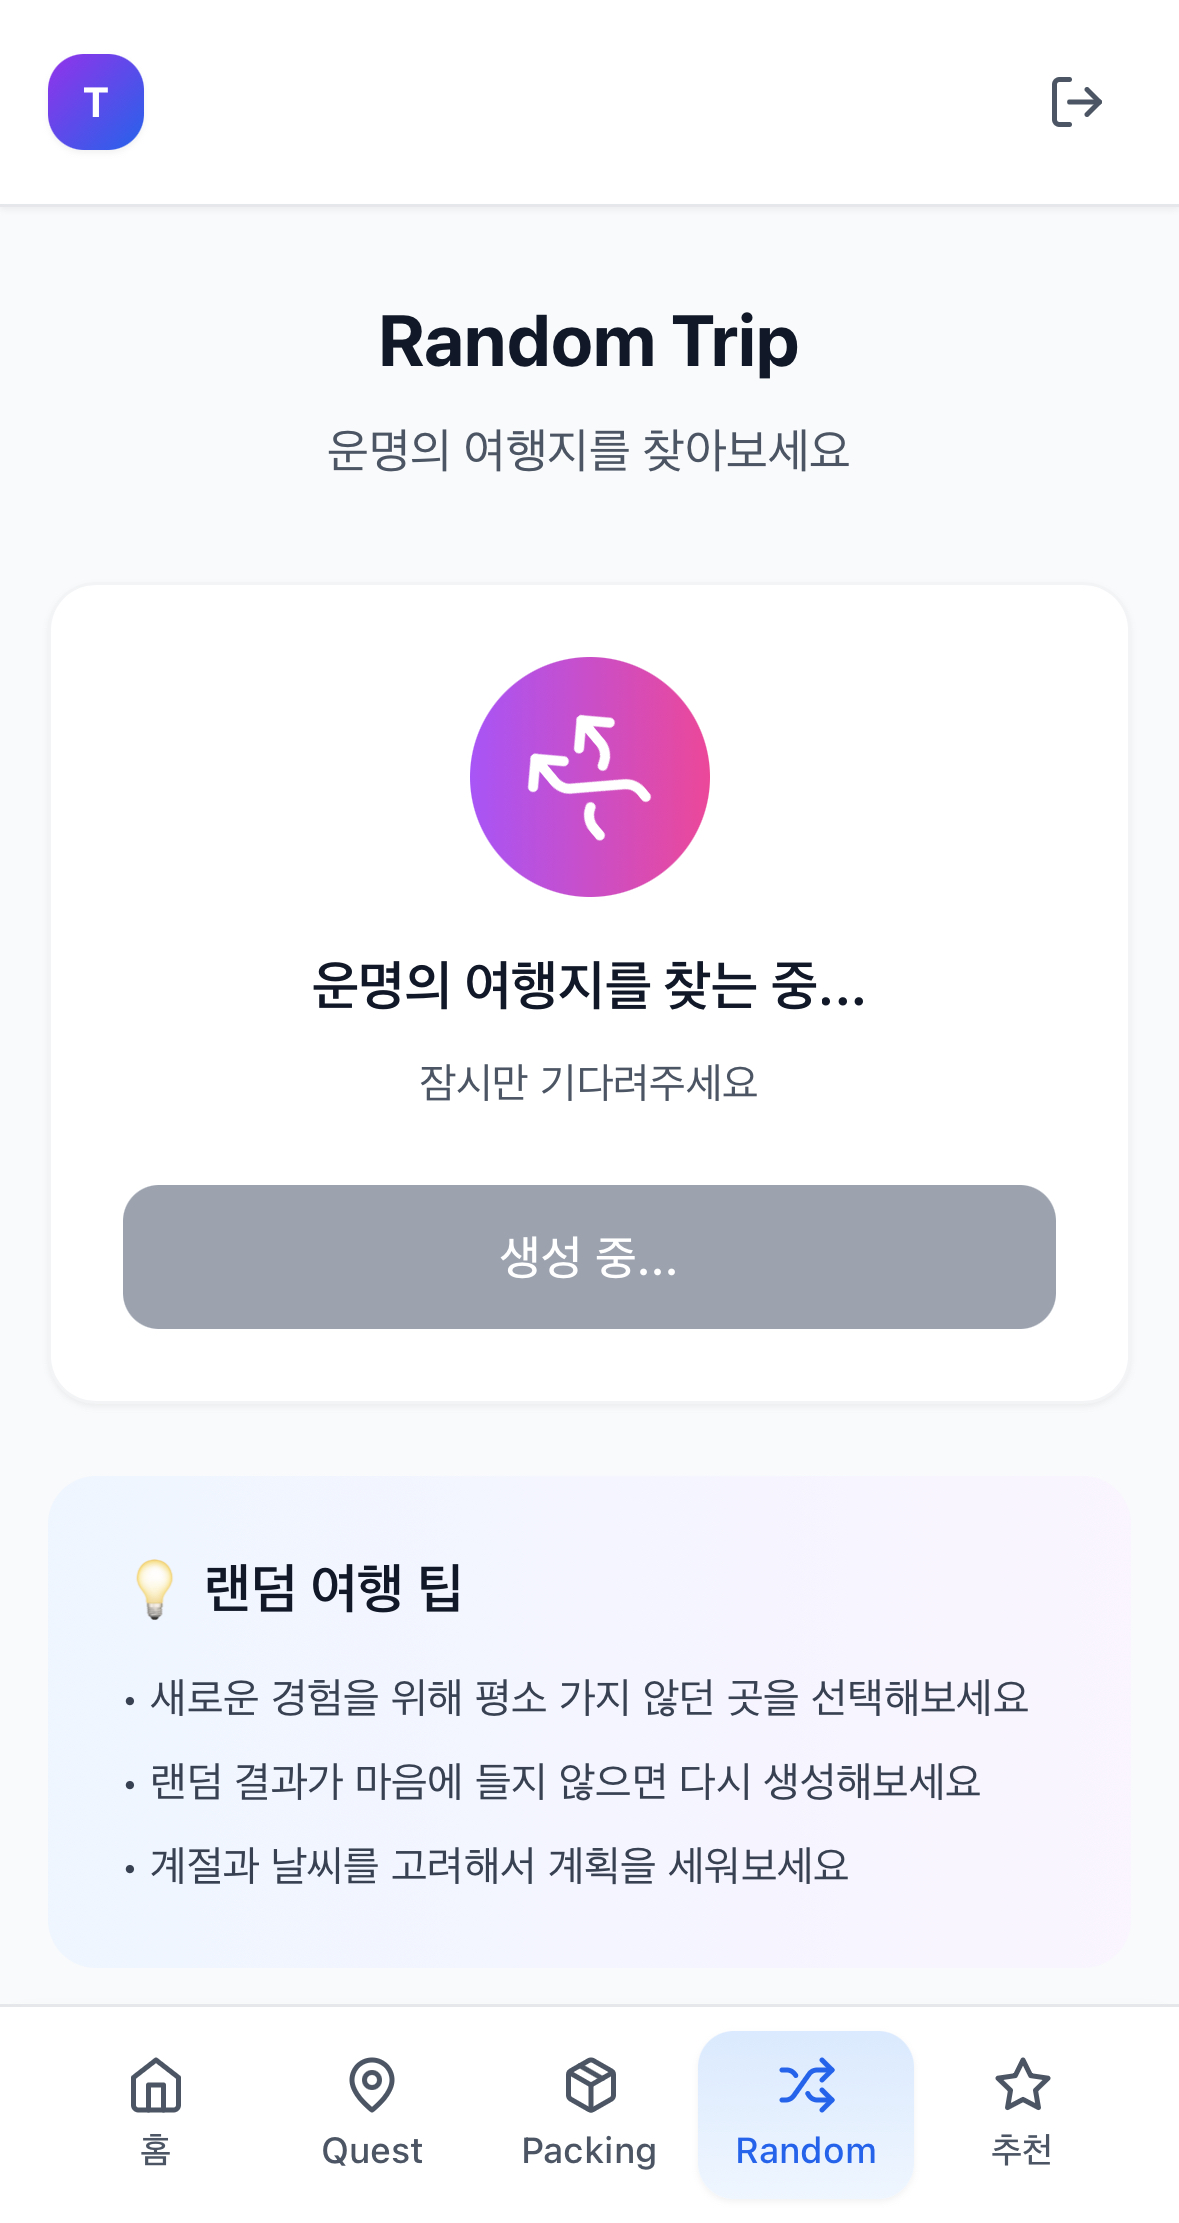 T
Random Trip
운명의 여행지를 찾아보세요
운명의 여행지를 찾는 중...
잠시만 기다려주세요
생성 중...
💡 랜덤 여행 팁
• 새로운 경험을 위해 평소 가지 않던 곳을 선택해보세요
• 랜덤 결과가 마음에 들지 않으면 다시 생성해보세요
• 계절과 날씨를 고려해서 계획을 세워보세요
홈 Quest Packing Random 추천